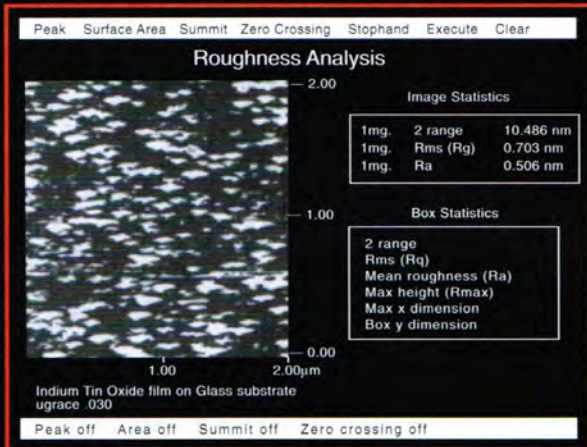 Peak Surface Area Summit Zero Crossing Stophand Execute Clear
Roughness Analysis
2.00
1.00
0.00
1.00 2.00µm
Indium Tin Oxide film on Glass substrate
ugrace .030
Image Statistics
1mg. 2 range 10.486 nm
1mg. Rms (Rg) 0.703 nm
1mg. Ra 0.506 nm
Box Statistics
2 range
Rms (Rq)
Mean roughness (Ra)
Max height (Rmax)
Max x dimension
Box y dimension
Peak off Area off Summit off Zero crossing off